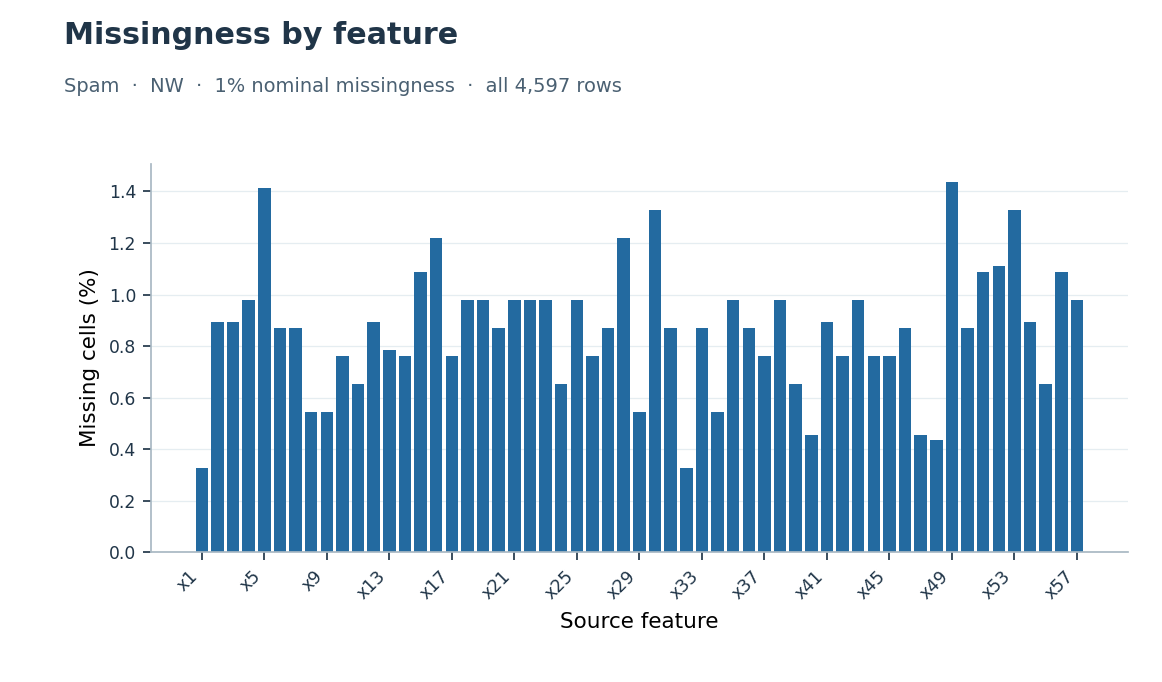 Missingness by feature
Spam · NW · 1% nominal missingness · all 4,597 rows
Missing cells (%)
1.4
1.2
1.0
0.8
0.6
0.4
0.2
0.0
x1 x5 x9 x13 x17 x21 x25 x29 x33 x37 x41 x45 x49 x53 x57
Source feature